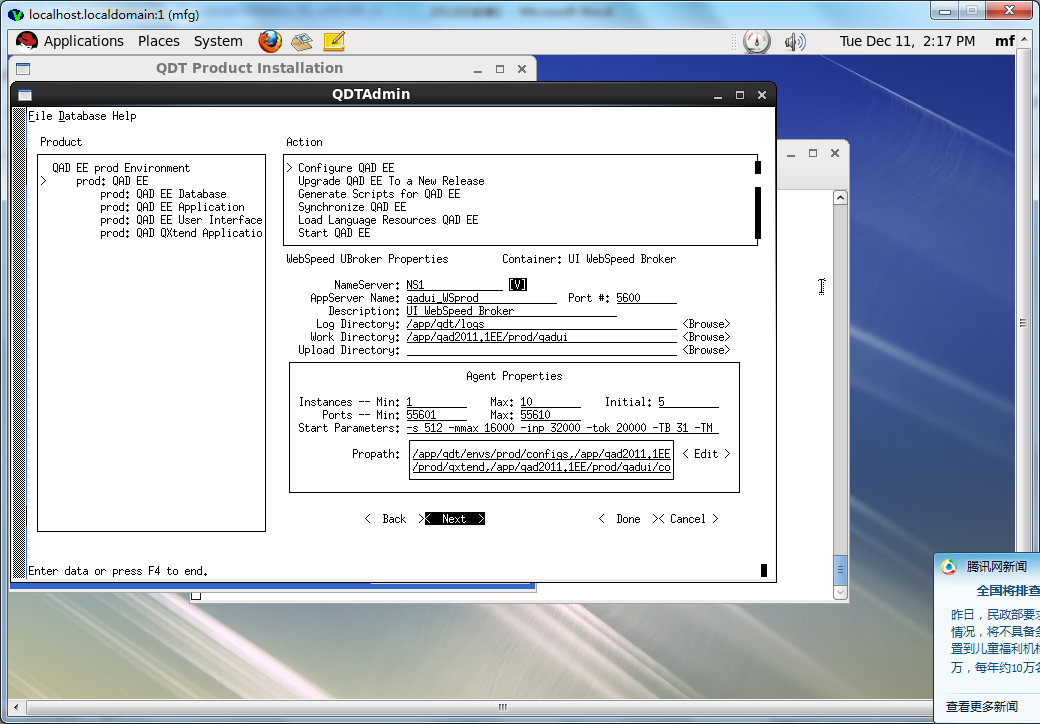 localhost.localdomain:1 (mfg)
Applications Places System
Tue Dec 11, 2:17 PM mf
QDT Product Installation
QDTAdmin
File Database Help
Product
QAD EE prod Environment
> prod: QAD EE
prod: QAD EE Database
prod: QAD EE Application
prod: QAD EE User Interface
prod: QAD QXtend Applicatio
Action
> Configure QAD EE
Upgrade QAD EE To a New Release
Generate Scripts for QAD EE
Synchronize QAD EE
Load Language Resources QAD EE
Start QAD EE
WebSpeed UBroker Properties Container: UI WebSpeed Broker
NameServer: NS1 [V]
AppServer Name: qadui_WSprod Port #: 5600
Description: UI WebSpeed Broker
Log Directory: /app/qdt/logs <Browse>
Work Directory: /app/qad2011.1EE/prod/qadui <Browse>
Upload Directory: <Browse>
Agent Properties
Instances -- Min: 1 Max: 10 Initial: 5
Ports -- Min: 55601 Max: 55610
Start Parameters: -s 512 -mmax 16000 -inp 32000 -tok 20000 -TB 31 -TM
Propath: /app/qdt/envs/prod/configs,/app/qad2011.1EE < Edit >
/prod/qxtend,/app/qad2011.1EE/prod/qadui/co
< Back >< Next > < Done >< Cancel >
Enter data or press F4 to end.
腾讯网新闻
全国将排查
昨日，民政部要求
情况，将不具备
置到儿童福利机构
万，每年约10万名
查看更多新闻